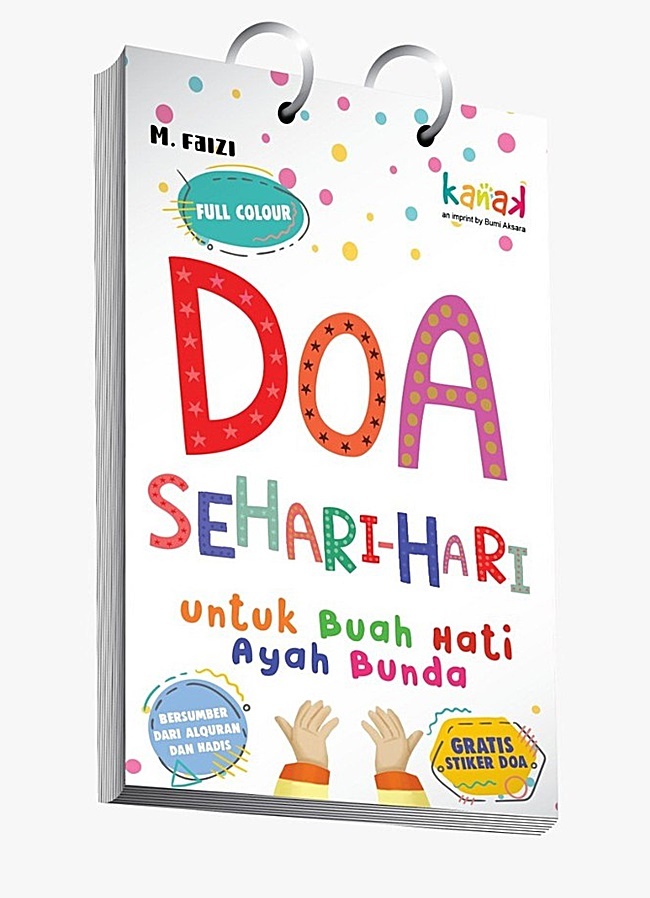 M. Faizi
FULL COLOUR
kanak
an imprint by Bumi Aksara
DOA
SEHARI-HARI
untuk Buah Hati
Ayah Bunda
BERSUMBER
DARI ALQURAN
DAN HADIS
GRATIS
STIKER DOA